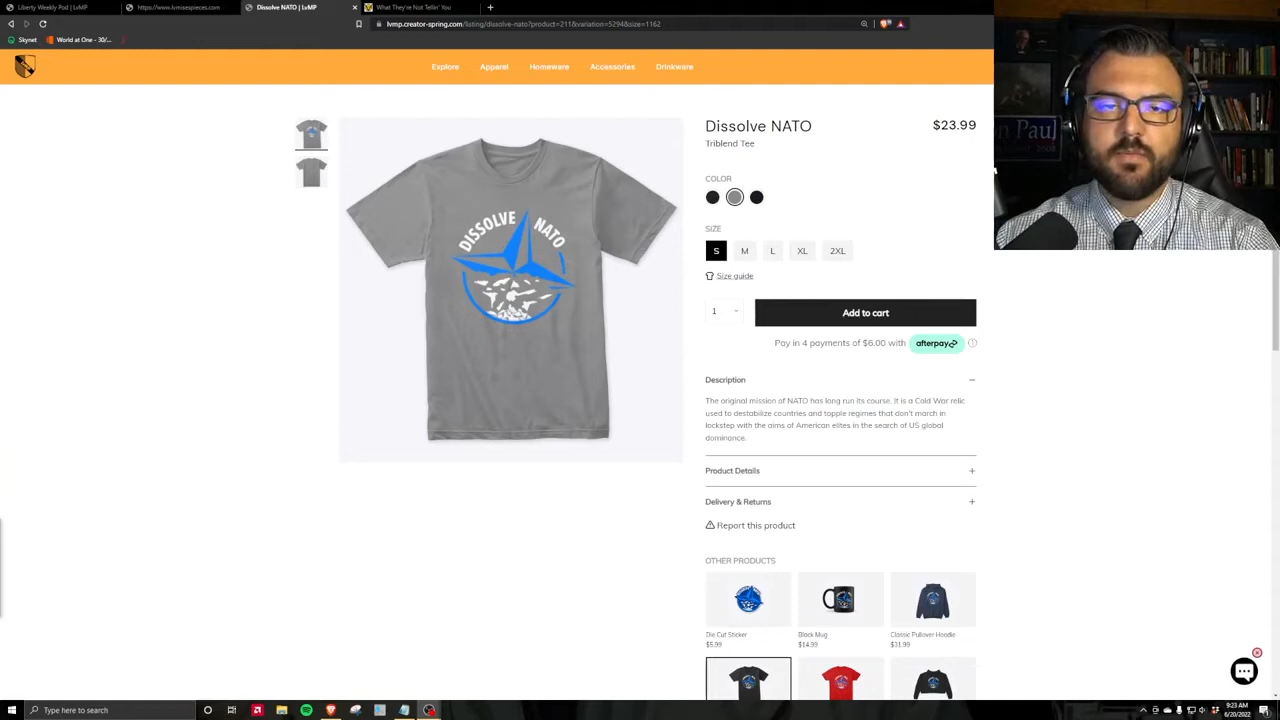 Liberty Weekly Pod | LvMP
https://www.lvmisespieces.com
Dissolve NATO | LvMP
What They're Not Tellin' You
lvmp.creator-spring.com/listing/dissolve-nato?product=211&variation=5294&size=1162
Skynet
World at One - 30/...
Explore
Apparel
Homeware
Accessories
Drinkware
Dissolve NATO
$23.99
Triblend Tee
COLOR
SIZE
S
M
L
XL
2XL
Size guide
1
Add to cart
Pay in 4 payments of $6.00 with afterpay
DISSOLVE NATO
Description
The original mission of NATO has long run its course. It is a Cold War relic
used to destabilize countries and topple regimes that don't march in
lockstep with the aims of American elites in the search of US global
dominance.
Product Details
Delivery & Returns
Report this product
OTHER PRODUCTS
Die Cut Sticker
$5.99
Black Mug
$14.99
Classic Pullover Hoodie
$31.99
on Paul
Type here to search
9:23 AM
6/20/2022